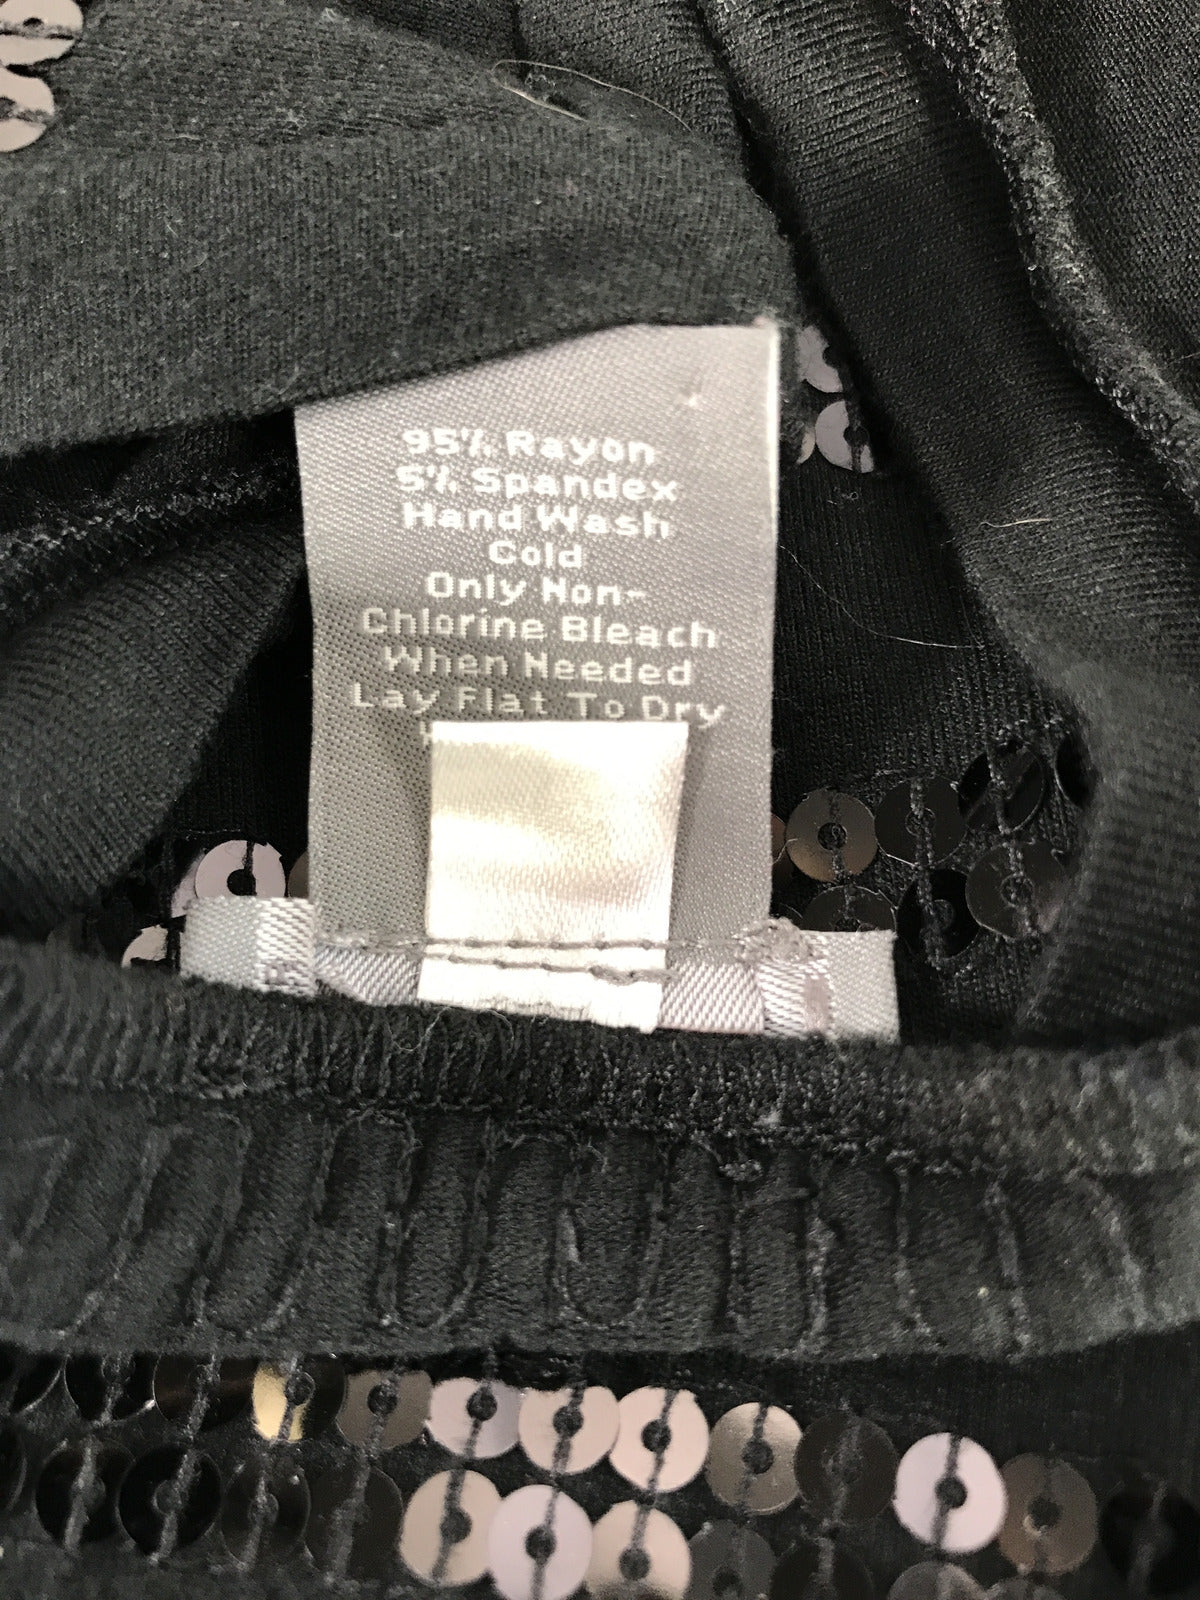 95% Rayon
5% Spandex
Hand Wash
Cold
Only Non-
Chlorine Bleach
When Needed
Lay Flat To Dry